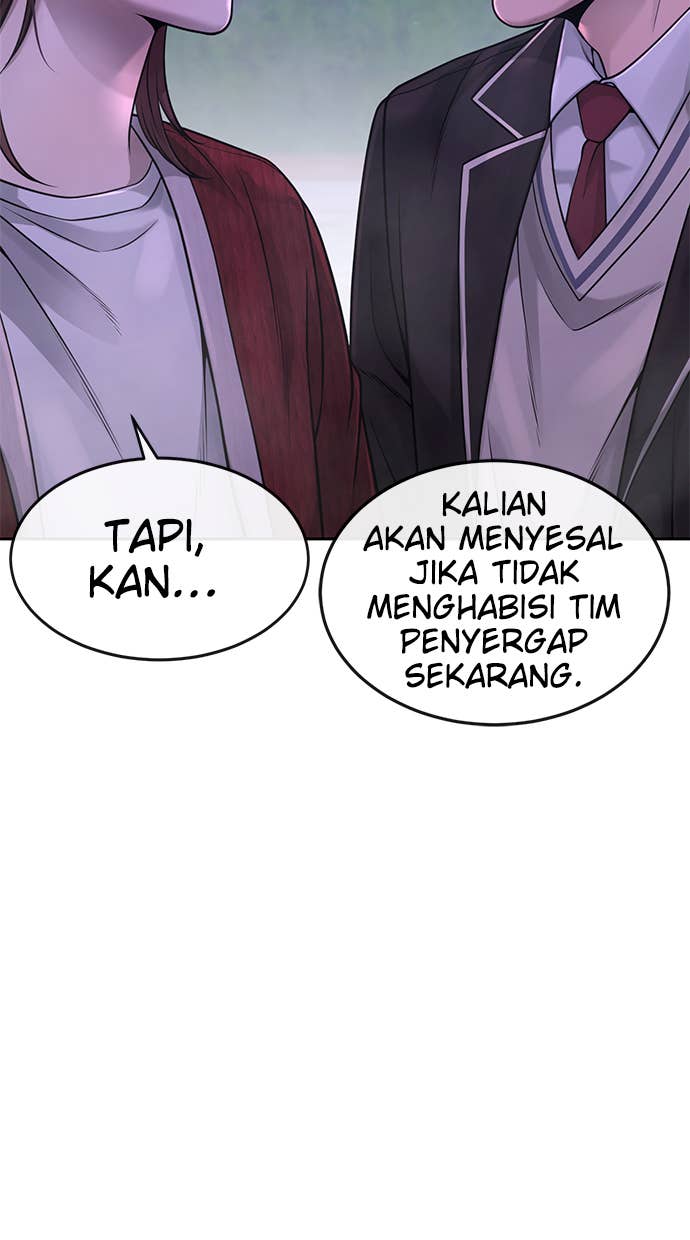 TAPI,
KAN...
KALIAN
AKAN MENYESAL
JIKA TIDAK
MENGHABISI TIM
PENYERGAP
SEKARANG.